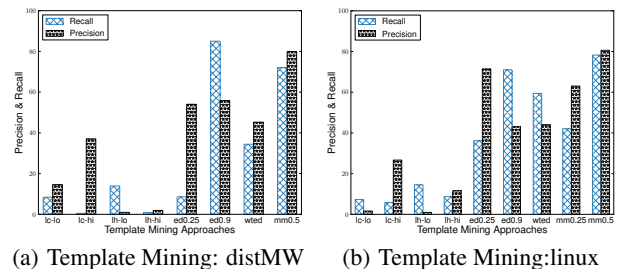 100
80
60
40
20
0
Precision & Recall
Recall
Precision
lc-lo lc-hi lh-lo lh-hi ed0.25 ed0.9 wted mm0.5
Template Mining Approaches
(a) Template Mining: distMW
100
80
60
40
20
0
Precision & Recall
Recall
Precision
lc-lo lc-hi lh-lo lh-hi ed0.25 ed0.9 wted mm0.25 mm0.5
Template Mining Approaches
(b) Template Mining:linux